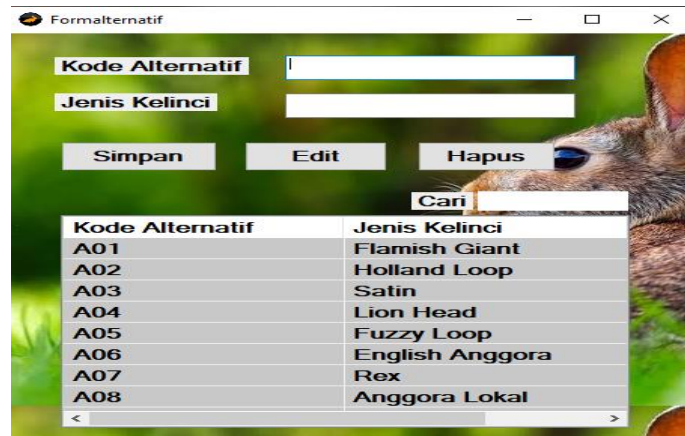 Formalternatif
Kode Alternatif
Jenis Kelinci
Simpan Edit Hapus
Cari
Kode Alternatif Jenis Kelinci
A01 Flamish Giant
A02 Holland Loop
A03 Satin
A04 Lion Head
A05 Fuzzy Loop
A06 English Anggora
A07 Rex
A08 Anggora Lokal